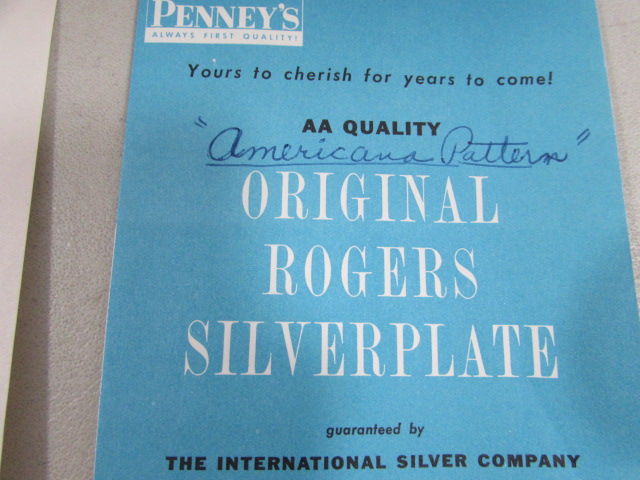 PENNEY'S
ALWAYS FIRST QUALITY!
Yours to cherish for years to come!
AA QUALITY
"Americana Pattern"
ORIGINAL
ROGERS
SILVERPLATE
guaranteed by
THE INTERNATIONAL SILVER COMPANY